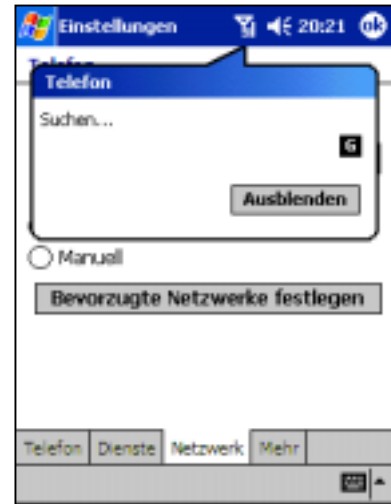 Einstellungen 20:21 ok
Telefon
Telefon
Suchen...
G
Ausblenden
Manuell
Bevorzugte Netzwerke festlegen
Telefon Dienste Netzwerk Mehr